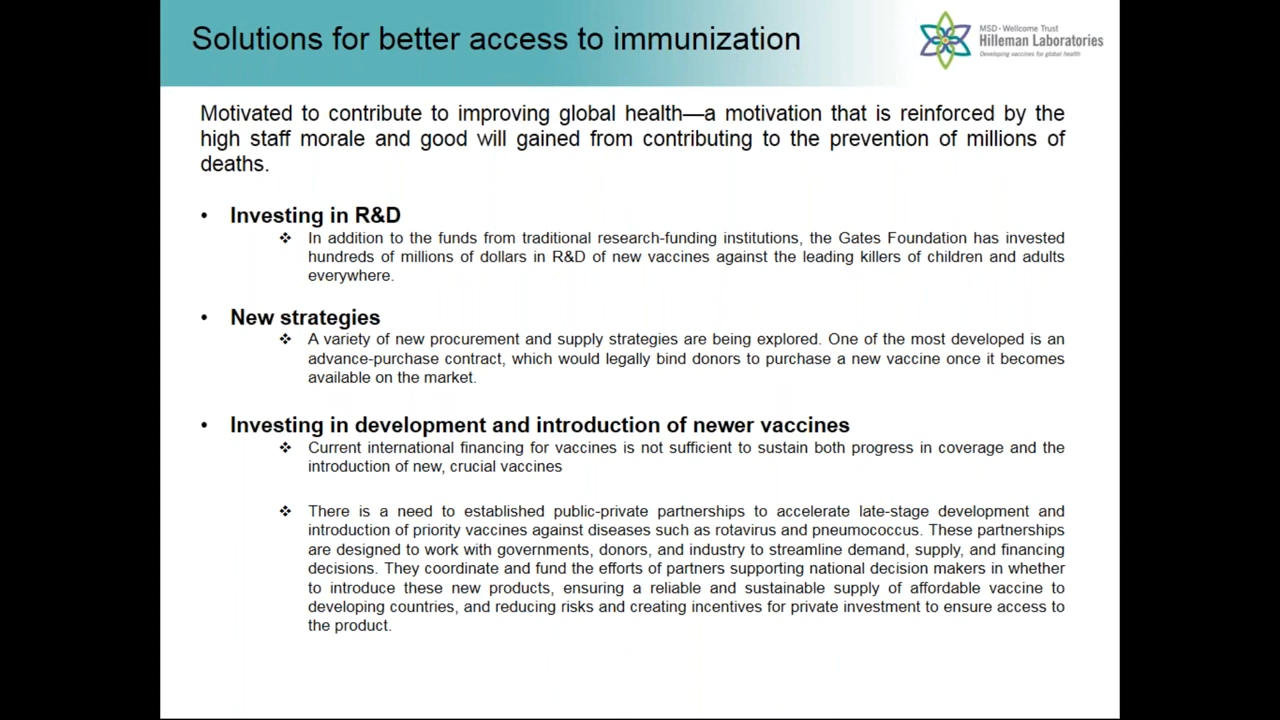 Solutions for better access to immunization
MSD • Wellcome Trust
Hilleman Laboratories
Developing vaccines for global health
Motivated to contribute to improving global health—a motivation that is reinforced by the
high staff morale and good will gained from contributing to the prevention of millions of
deaths.
• Investing in R&D
❖ In addition to the funds from traditional research-funding institutions, the Gates Foundation has invested
hundreds of millions of dollars in R&D of new vaccines against the leading killers of children and adults
everywhere.
• New strategies
❖ A variety of new procurement and supply strategies are being explored. One of the most developed is an
advance-purchase contract, which would legally bind donors to purchase a new vaccine once it becomes
available on the market.
• Investing in development and introduction of newer vaccines
❖ Current international financing for vaccines is not sufficient to sustain both progress in coverage and the
introduction of new, crucial vaccines
❖ There is a need to established public-private partnerships to accelerate late-stage development and
introduction of priority vaccines against diseases such as rotavirus and pneumococcus. These partnerships
are designed to work with governments, donors, and industry to streamline demand, supply, and financing
decisions. They coordinate and fund the efforts of partners supporting national decision makers in whether
to introduce these new products, ensuring a reliable and sustainable supply of affordable vaccine to
developing countries, and reducing risks and creating incentives for private investment to ensure access to
the product.